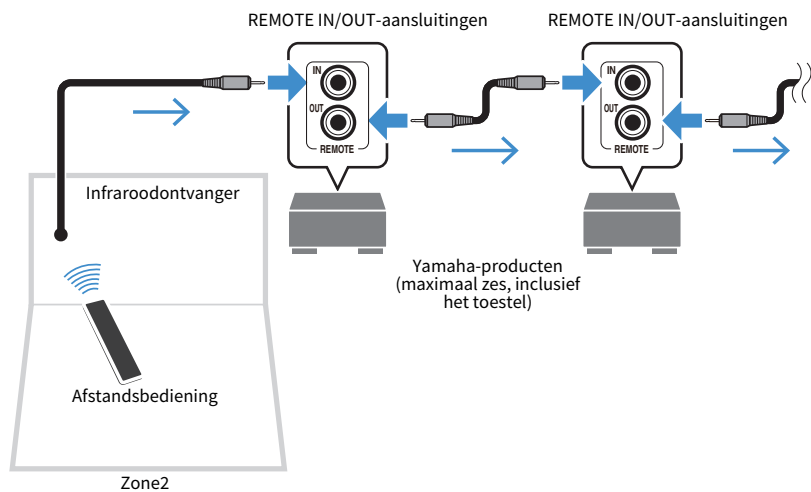 REMOTE IN/OUT-aansluitingen
REMOTE IN/OUT-aansluitingen
IN
OUT
REMOTE
IN
OUT
REMOTE
Infraroodontvanger
Yamaha-producten
(maximaal zes, inclusief
het toestel)
Afstandsbediening
Zone2